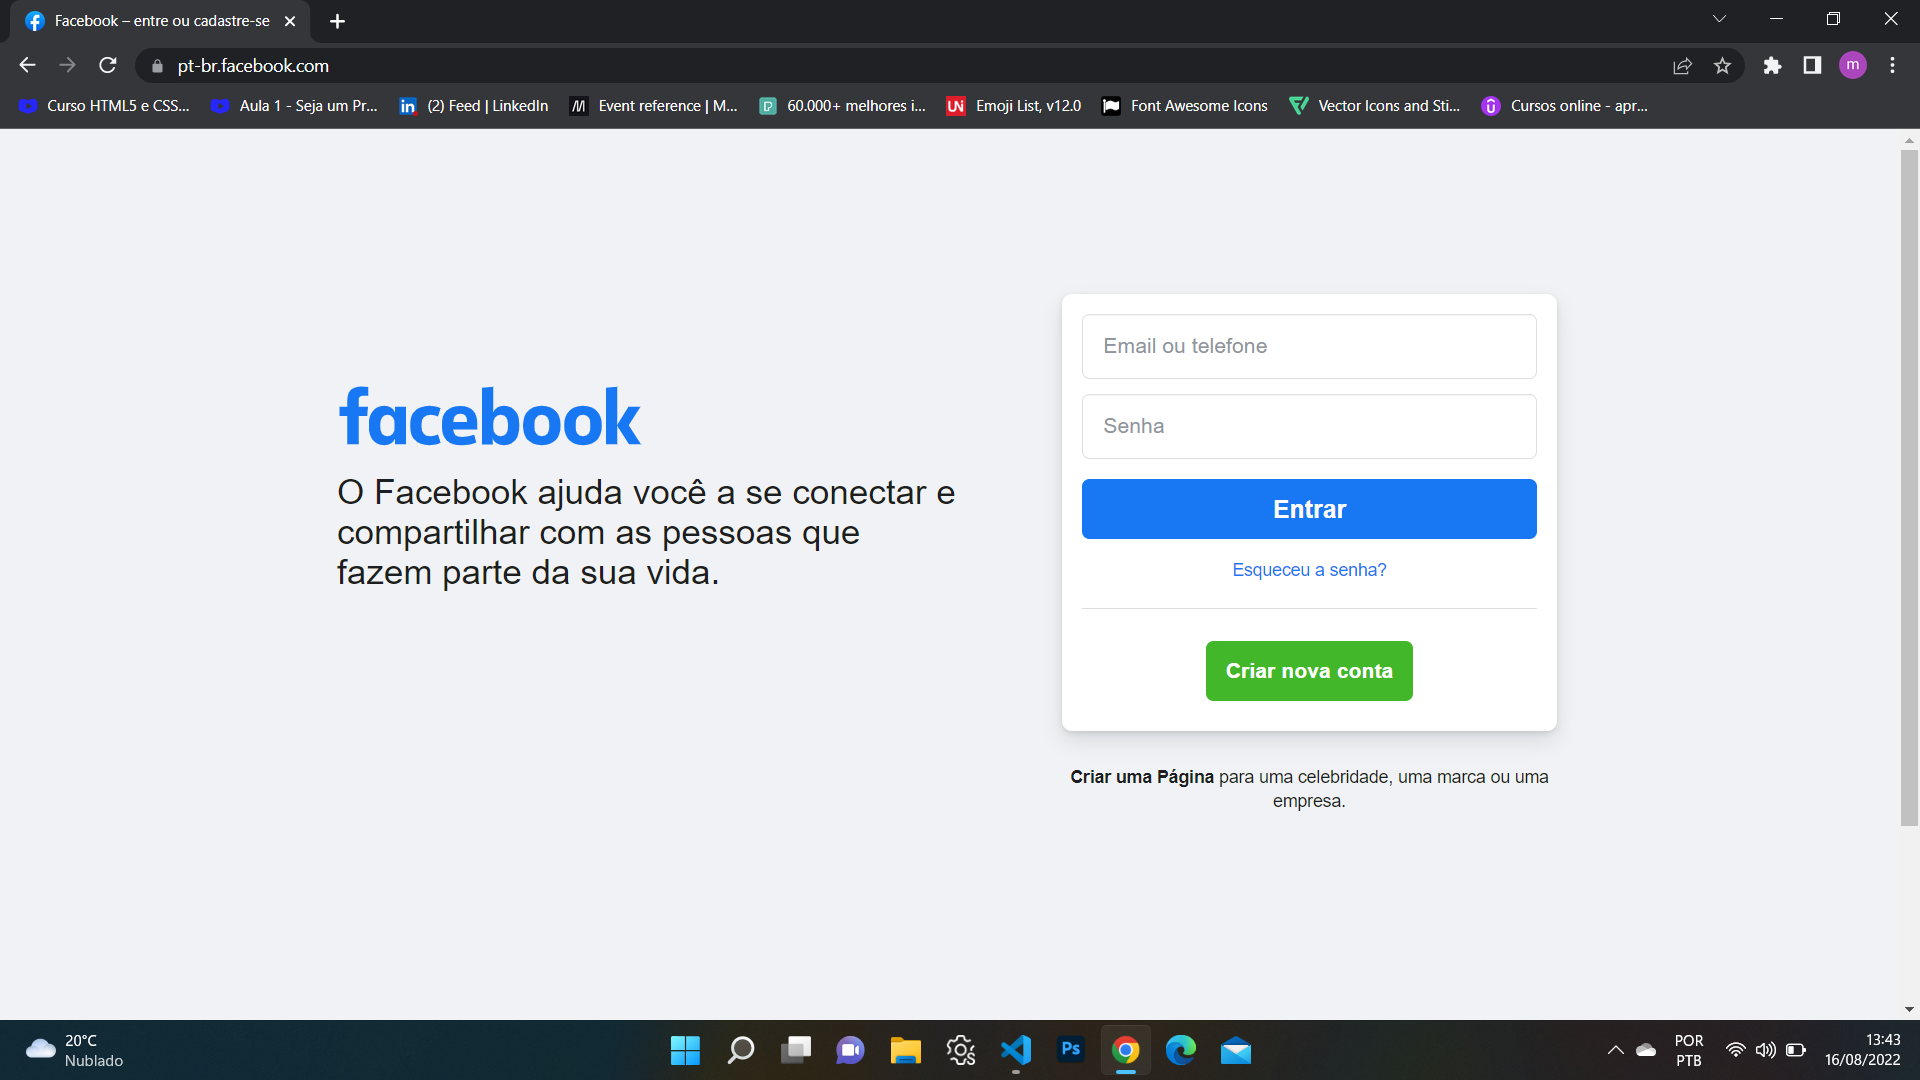 Facebook – entre ou cadastre-se
pt-br.facebook.com
m
Curso HTML5 e CSS...
Aula 1 - Seja um Pr...
(2) Feed | LinkedIn
Event reference | M...
60.000+ melhores i...
Emoji List, v12.0
Font Awesome Icons
Vector Icons and Sti...
Cursos online - apr...
facebook
O Facebook ajuda você a se conectar e
compartilhar com as pessoas que
fazem parte da sua vida.
Email ou telefone
Senha
Entrar
Esqueceu a senha?
Criar nova conta
Criar uma Página para uma celebridade, uma marca ou uma
empresa.
20°C
Nublado
Ps
POR
PTB
13:43
16/08/2022